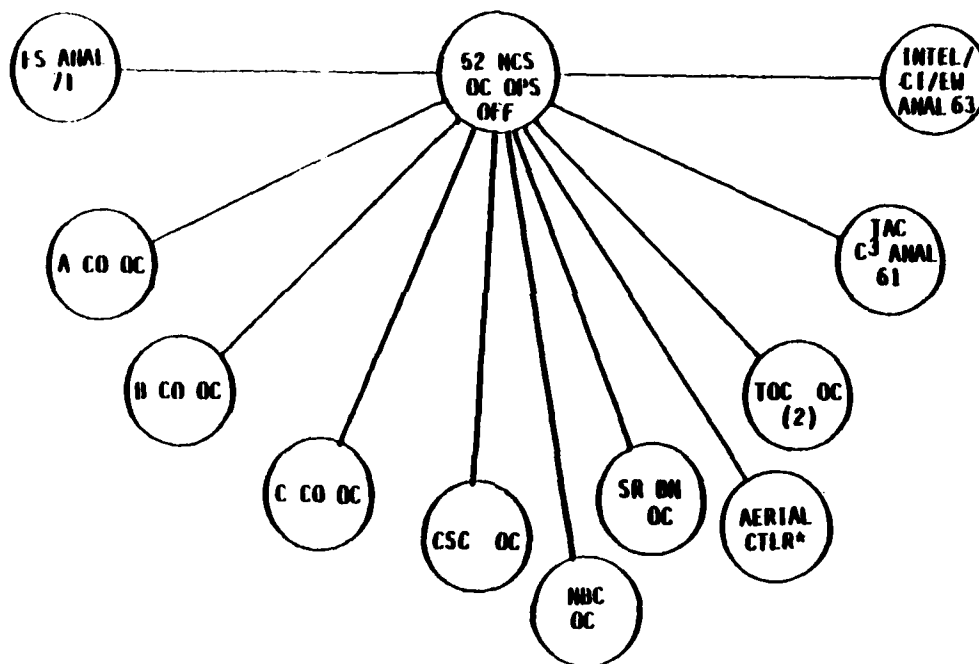 FS ANAL
71
52 NCS
OC OPS
OFF
INTEL/
CI/EW
ANAL 63
A CO OC
TAC
C3 ANAL
61
B CO OC
TOC OC
(2)
C CO OC
CSC OC
SR BN
OC
AERIAL
CTLR*
NBC
OC